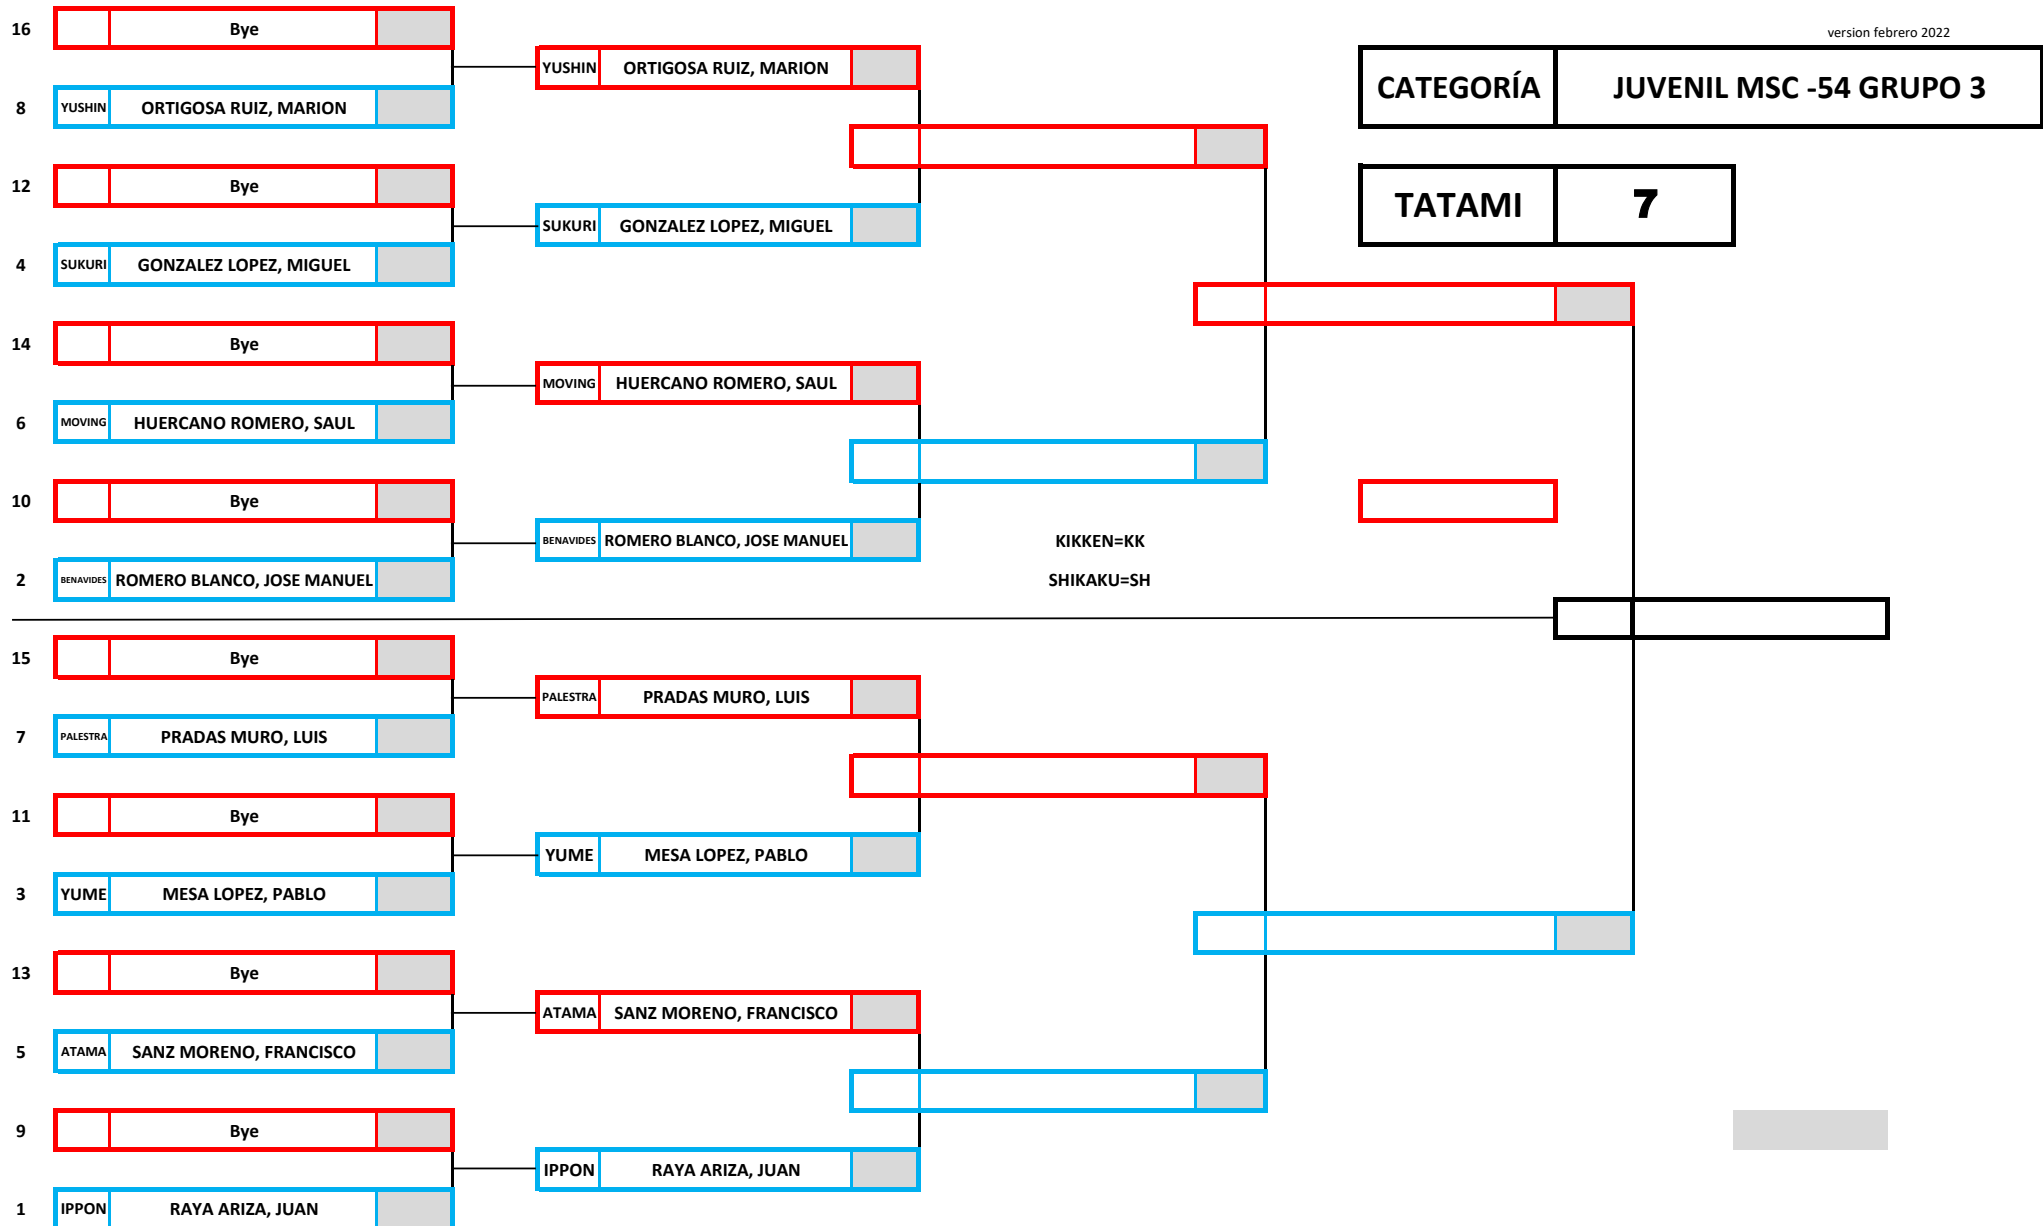 16 Bye
version febrero 2022
YUSHIN ORTIGOSA RUIZ, MARION
CATEGORÍA JUVENIL MSC -54 GRUPO 3
8 YUSHIN ORTIGOSA RUIZ, MARION
12 Bye
TATAMI 7
SUKURI GONZALEZ LOPEZ, MIGUEL
4 SUKURI GONZALEZ LOPEZ, MIGUEL
14 Bye
MOVING HUERCANO ROMERO, SAUL
6 MOVING HUERCANO ROMERO, SAUL
10 Bye
BENAVIDES ROMERO BLANCO, JOSE MANUEL
KIKKEN=KK
2 BENAVIDES ROMERO BLANCO, JOSE MANUEL
SHIKAKU=SH
15 Bye
PALESTRA PRADAS MURO, LUIS
7 PALESTRA PRADAS MURO, LUIS
11 Bye
YUME MESA LOPEZ, PABLO
3 YUME MESA LOPEZ, PABLO
13 Bye
ATAMA SANZ MORENO, FRANCISCO
5 ATAMA SANZ MORENO, FRANCISCO
9 Bye
IPPON RAYA ARIZA, JUAN
1 IPPON RAYA ARIZA, JUAN